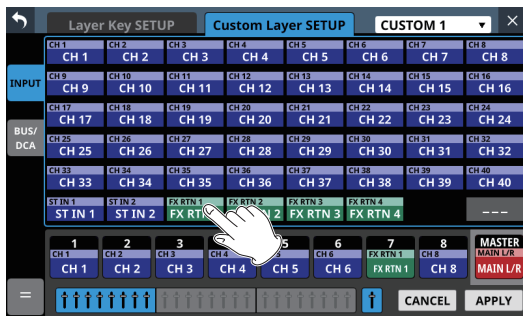 Layer Key SETUP Custom Layer SETUP CUSTOM 1 ▼ ×
CH 1 CH 2 CH 3 CH 4 CH 5 CH 6 CH 7 CH 8
CH 1 CH 2 CH 3 CH 4 CH 5 CH 6 CH 7 CH 8
INPUT
CH 9 CH 10 CH 11 CH 12 CH 13 CH 14 CH 15 CH 16
CH 9 CH 10 CH 11 CH 12 CH 13 CH 14 CH 15 CH 16
CH 17 CH 18 CH 19 CH 20 CH 21 CH 22 CH 23 CH 24
CH 17 CH 18 CH 19 CH 20 CH 21 CH 22 CH 23 CH 24
BUS/
DCA
CH 25 CH 26 CH 27 CH 28 CH 29 CH 30 CH 31 CH 32
CH 25 CH 26 CH 27 CH 28 CH 29 CH 30 CH 31 CH 32
CH 33 CH 34 CH 35 CH 36 CH 37 CH 38 CH 39 CH 40
CH 33 CH 34 CH 35 CH 36 CH 37 CH 38 CH 39 CH 40
ST IN 1 ST IN 2 FX RTN 1 FX RTN 2 FX RTN 3 FX RTN 4
ST IN 1 ST IN 2 FX 2 FX RTN 3 FX RTN 4 ---
1 2 3 5 6 7 8 MASTER
CH 1 CH 2 CH 3 CH 6 FX RTN 1 CH 8 MAIN L/R
CH 1 CH 2 CH 3 CH 4 CH 5 CH 6 FX RTN 1 CH 8 MAIN L/R
CANCEL APPLY